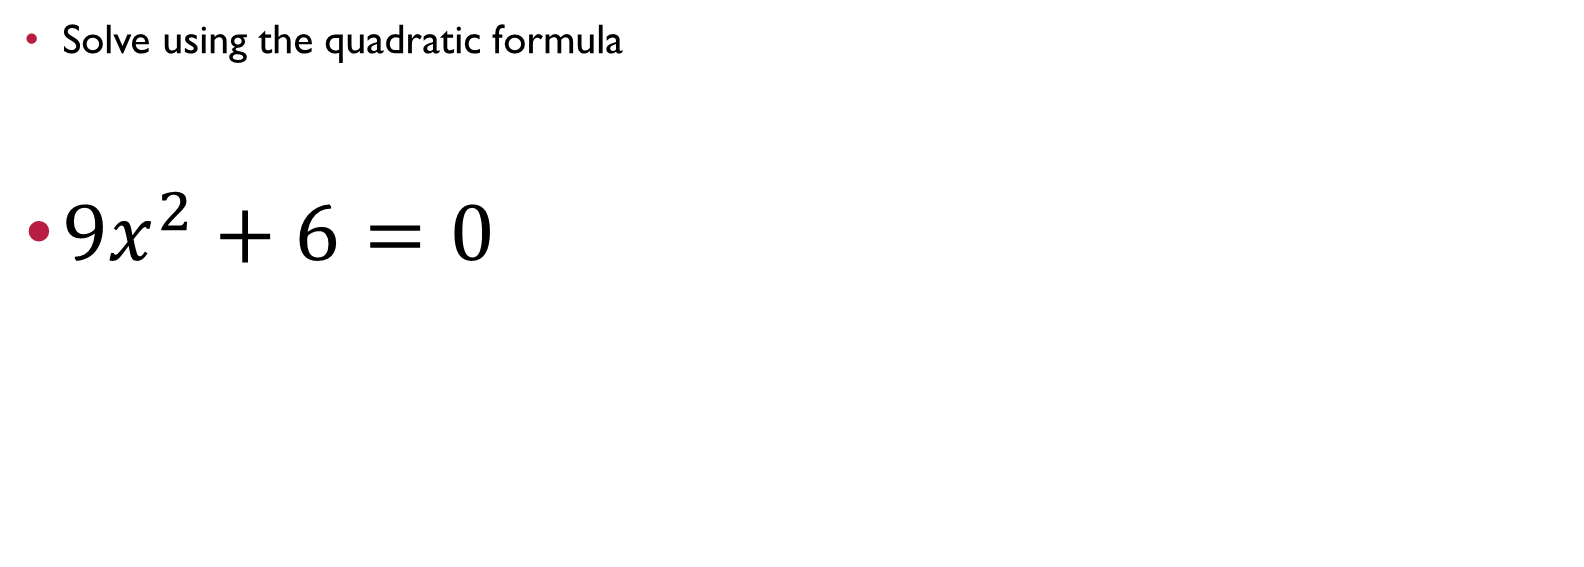 • Solve using the quadratic formula
• 9x² + 6 = 0